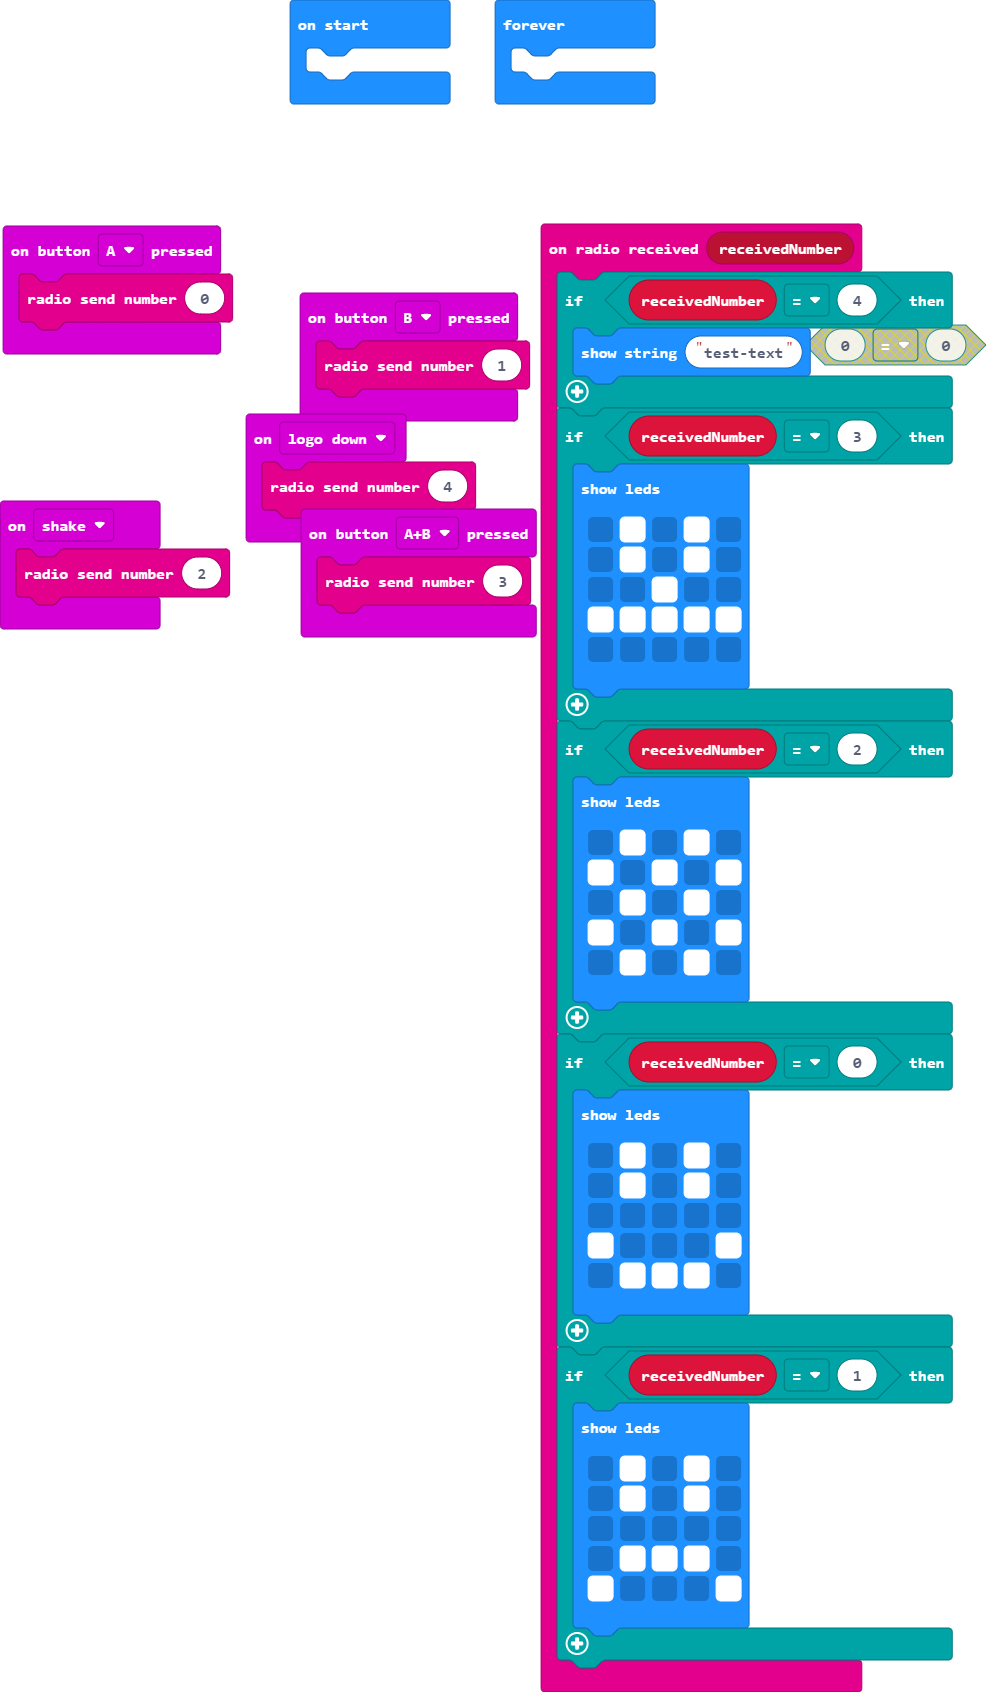 on start
forever
on button A pressed
radio send number 0
on button B pressed
radio send number 1
on logo down
radio send number 4
on shake
radio send number 2
on button A+B pressed
radio send number 3
on radio received receivedNumber
if receivedNumber = 4 then
show string "test-text"
0 = 0
if receivedNumber = 3 then
show leds
if receivedNumber = 2 then
show leds
if receivedNumber = 0 then
show leds
if receivedNumber = 1 then
show leds